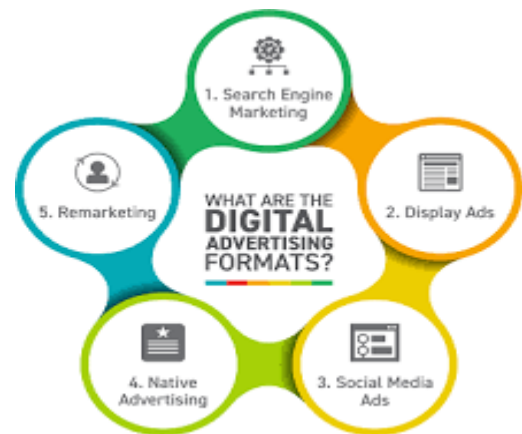 1. Search Engine
Marketing
2. Display Ads
3. Social Media
Ads
4. Native
Advertising
5. Remarketing
WHAT ARE THE
DIGITAL
ADVERTISING
FORMATS?